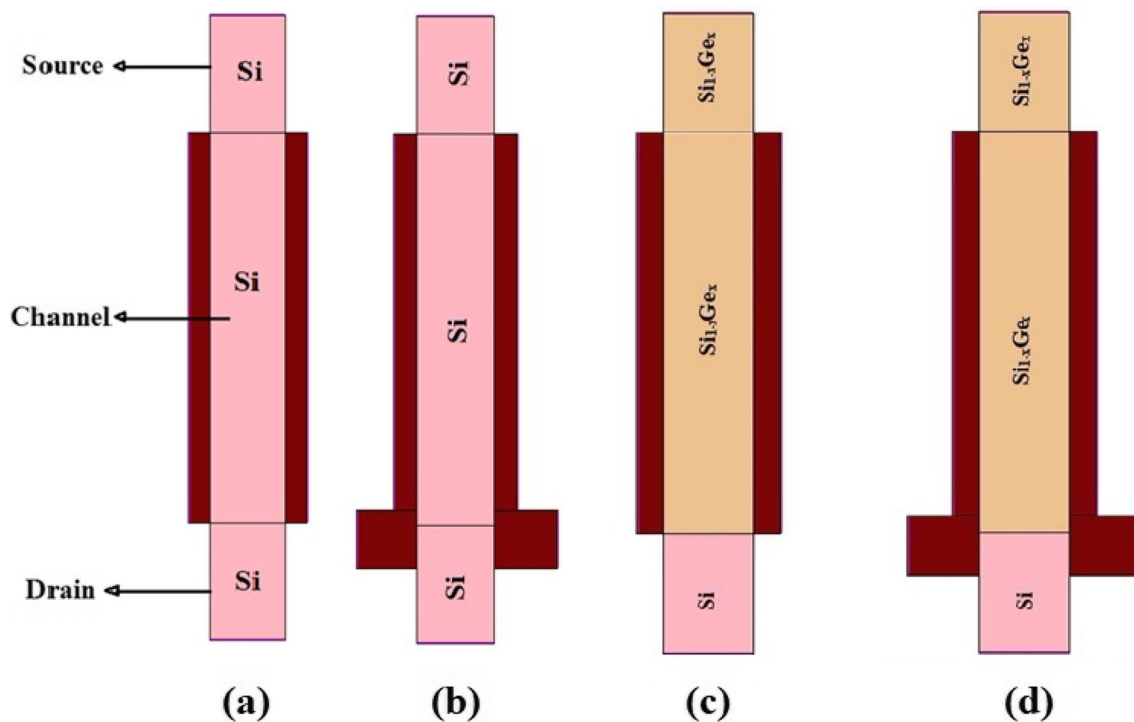 Source
Si
Si
Si₁₋ₓGeₓ
Si₁₋ₓGeₓ
Channel
Si
Si
Si₁₋ₓGeₓ
Si₁₋ₓGeₓ
Drain
Si
Si
Si
Si
(a)
(b)
(c)
(d)